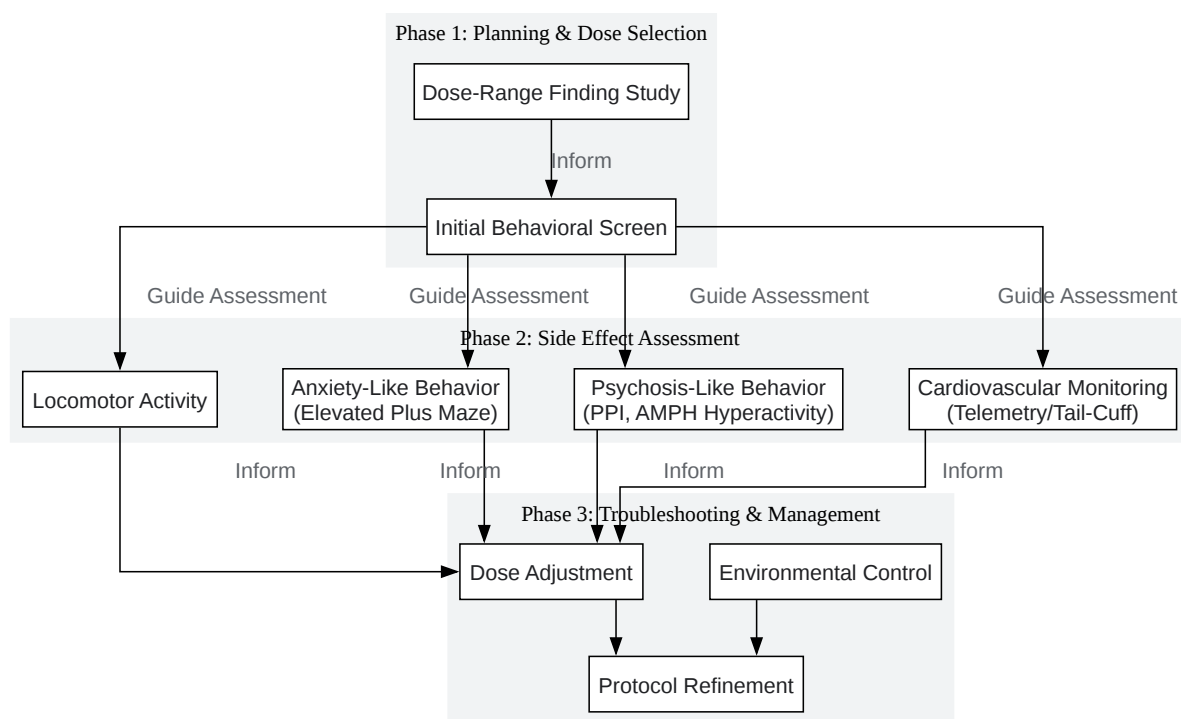 Phase 1: Planning & Dose Selection
Dose-Range Finding Study
Inform
Initial Behavioral Screen
Guide Assessment
Guide Assessment
Guide Assessment
Guide Assessment
Phase 2: Side Effect Assessment
Locomotor Activity
Anxiety-Like Behavior
(Elevated Plus Maze)
Psychosis-Like Behavior
(PPI, AMPH Hyperactivity)
Cardiovascular Monitoring
(Telemetry/Tail-Cuff)
Inform
Inform
Inform
Inform
Phase 3: Troubleshooting & Management
Dose Adjustment
Environmental Control
Protocol Refinement